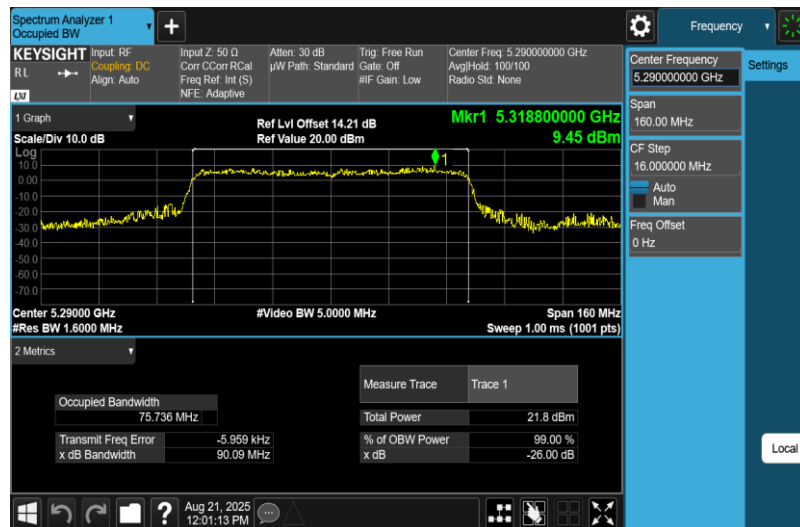 Spectrum Analyzer 1
Occupied BW
Frequency
KEYSIGHT
RL
LXI
Input: RF
Coupling: DC
Align: Auto
Input Z: 50 Ω
Corr CCorr RCal
Freq Ref: Int (S)
NFE: Adaptive
Atten: 30 dB
µW Path: Standard
Trig: Free Run
Gate: Off
#IF Gain: Low
Center Freq: 5.290000000 GHz
Avg|Hold: 100/100
Radio Std: None
Center Frequency
5.290000000 GHz
Settings
Span
160.00 MHz
CF Step
16.000000 MHz
Auto
Man
Freq Offset
0 Hz
Local
1 Graph
Scale/Div 10.0 dB
Ref Lvl Offset 14.21 dB
Ref Value 20.00 dBm
Mkr1 5.318800000 GHz
9.45 dBm
Log
10.0
0.00
-10.0
-20.0
-30.0
-40.0
-50.0
-60.0
-70.0
1
Center 5.29000 GHz
#Res BW 1.6000 MHz
#Video BW 5.0000 MHz
Span 160 MHz
Sweep 1.00 ms (1001 pts)
2 Metrics
Measure Trace Trace 1
Occupied Bandwidth
75.736 MHz
Total Power 21.8 dBm
Transmit Freq Error -5.959 kHz
% of OBW Power 99.00 %
x dB Bandwidth 90.09 MHz
x dB -26.00 dB
Aug 21, 2025
12:01:13 PM